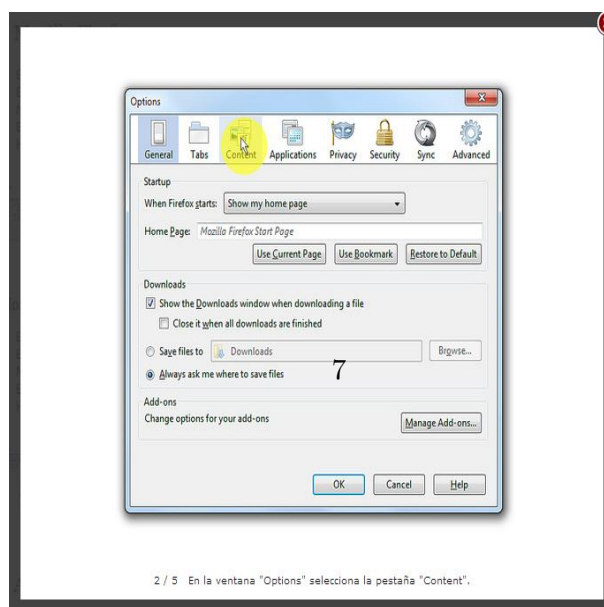 Options
General Tabs Content Applications Privacy Security Sync Advanced
Startup
When Firefox starts: Show my home page
Home Page: Mozilla Firefox Start Page
Use Current Page Use Bookmark Restore to Default
Downloads
Show the Downloads window when downloading a file
Close it when all downloads are finished
Save files to Downloads Browse...
Always ask me where to save files 7
Add-ons
Change options for your add-ons
Manage Add-ons...
OK Cancel Help
2 / 5 En la ventana "Options" selecciona la pestaña "Content".